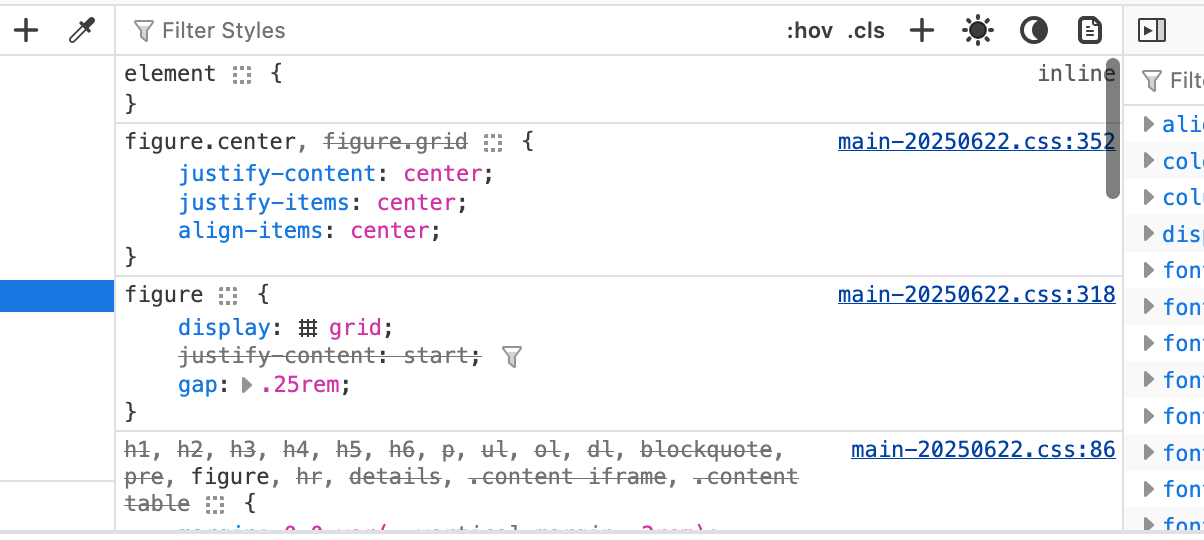 Filter Styles :hov .cls
element {
inline
}
figure.center, figure.grid {
main-20250622.css:352
justify-content: center;
justify-items: center;
align-items: center;
}
figure {
main-20250622.css:318
display: grid;
justify-content: start;
gap: .25rem;
}
h1, h2, h3, h4, h5, h6, p, ul, ol, dl, blockquote,
main-20250622.css:86
pre, figure, hr, details, .content iframe, .content
table {
Filt
ali
col
disp
font
font
font
font
font
font
font
font